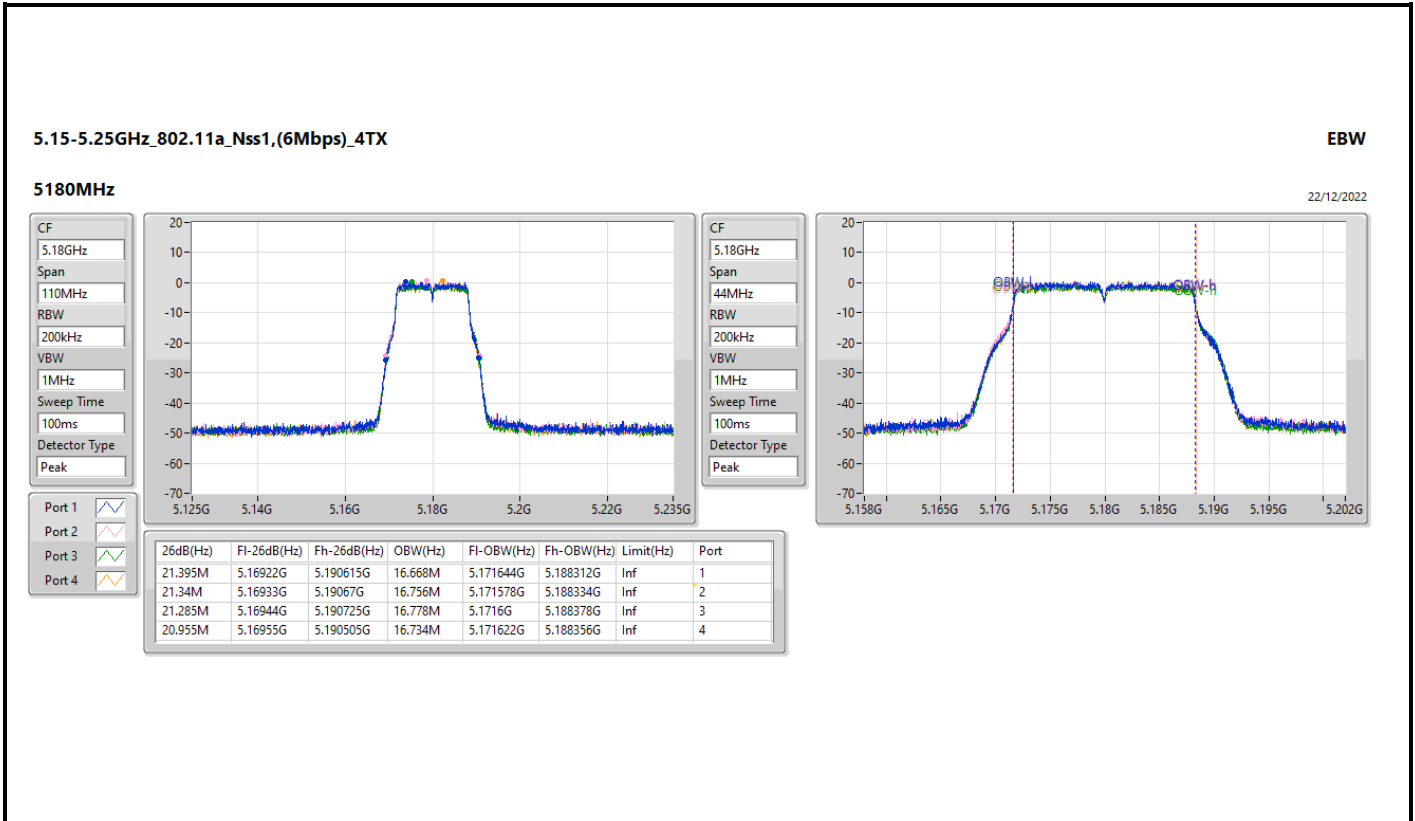 5.15-5.25GHz_802.11a_Nss1,(6Mbps)_4TX
EBW
5180MHz
22/12/2022
CF
5.18GHz
Span
110MHz
RBW
200kHz
VBW
1MHz
Sweep Time
100ms
Detector Type
Peak
20
10
0
-10
-20
-30
-40
-50
-60
-70
5.125G 5.14G 5.16G 5.18G 5.2G 5.22G 5.235G
CF
5.18GHz
Span
44MHz
RBW
200kHz
VBW
1MHz
Sweep Time
100ms
Detector Type
Peak
20
10
0
-10
-20
-30
-40
-50
-60
-70
OBW-l
OBW-h
5.158G 5.165G 5.17G 5.175G 5.18G 5.185G 5.19G 5.195G 5.202G
Port 1
Port 2
Port 3
Port 4
26dB(Hz) Fl-26dB(Hz) Fh-26dB(Hz) OBW(Hz) Fl-OBW(Hz) Fh-OBW(Hz) Limit(Hz) Port
21.395M 5.16922G 5.190615G 16.668M 5.171644G 5.188312G Inf 1
21.34M 5.16933G 5.19067G 16.756M 5.171578G 5.188334G Inf 2
21.285M 5.16944G 5.190725G 16.778M 5.1716G 5.188378G Inf 3
20.955M 5.16955G 5.190505G 16.734M 5.171622G 5.188356G Inf 4